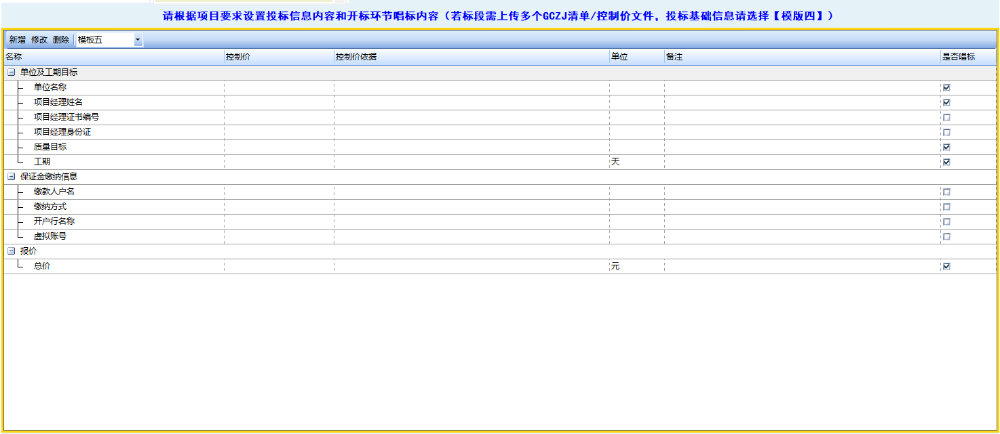 请根据项目要求设置投标信息内容和开标环节唱标内容（若标段需上传多个GCZJ清单/控制价文件，投标基础信息请选择【模版四】）
新增 修改 删除 模板五
名称 控制价 控制价依据 单位 备注 是否唱标
单位及工期目标
单位名称
项目经理姓名
项目经理证书编号
项目经理身份证
质量目标
工期 天
保证金缴纳信息
缴款人户名
缴纳方式
开户行名称
虚拟账号
报价
总价 元